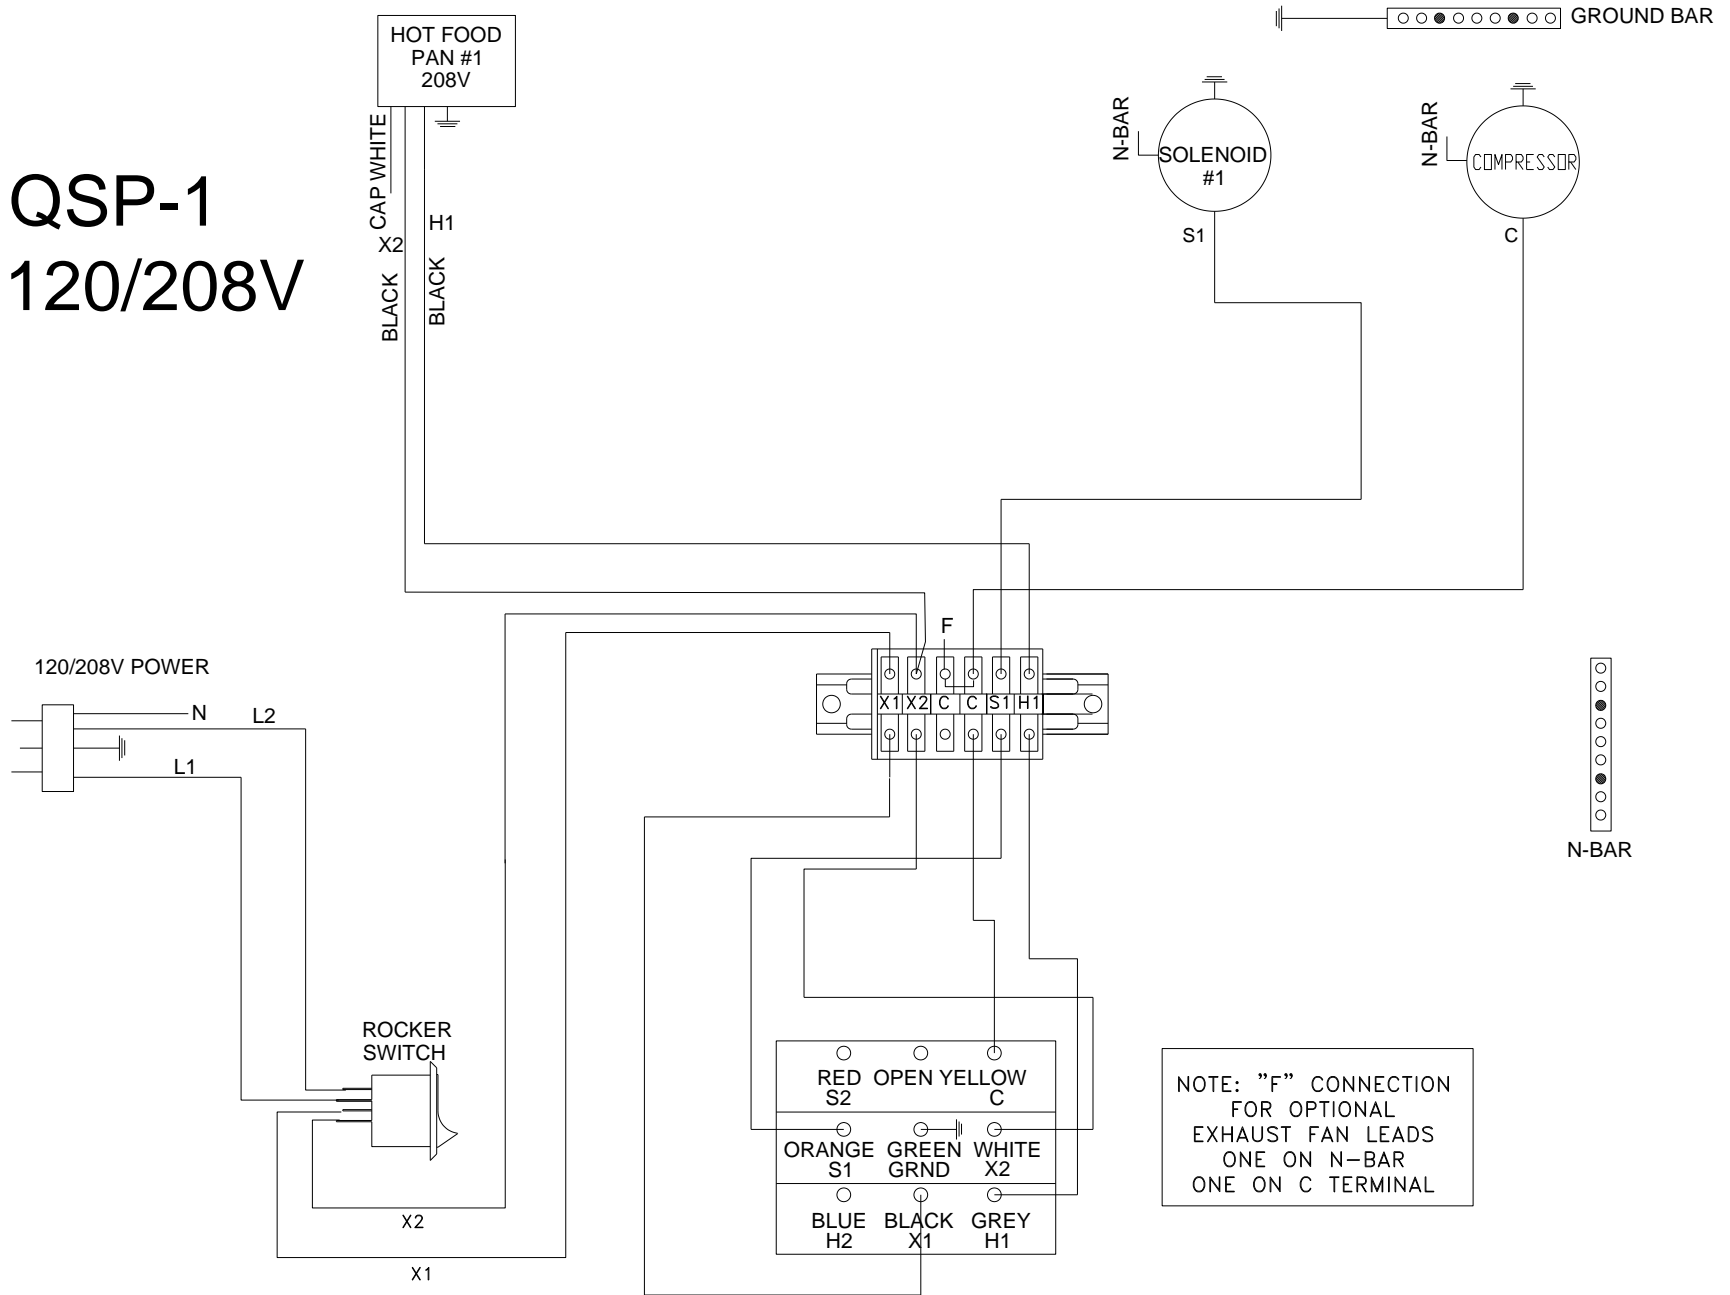 GROUND BAR
HOT FOOD
PAN #1
208V
QSP-1
120/208V
CAP WHITE
X2
BLACK
H1
BLACK
N-BAR
SOLENOID
#1
S1
N-BAR
COMPRESSOR
C
120/208V POWER
N
L2
L1
F
X1 X2 C C S1 H1
N-BAR
ROCKER
SWITCH
X2
X1
RED OPEN YELLOW
S2 C
ORANGE GREEN WHITE
S1 GRND X2
BLUE BLACK GREY
H2 X1 H1
NOTE: "F" CONNECTION
FOR OPTIONAL
EXHAUST FAN LEADS
ONE ON N-BAR
ONE ON C TERMINAL